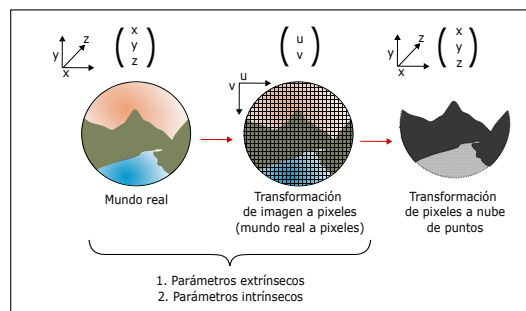 z
y
x
x
y
z
u
v
u
v
z
y
x
x
y
z
Mundo real
Transformación
de imagen a pixeles
(mundo real a pixeles)
Transformación
de pixeles a nube
de puntos
1. Parámetros extrínsecos
2. Parámetros intrínsecos